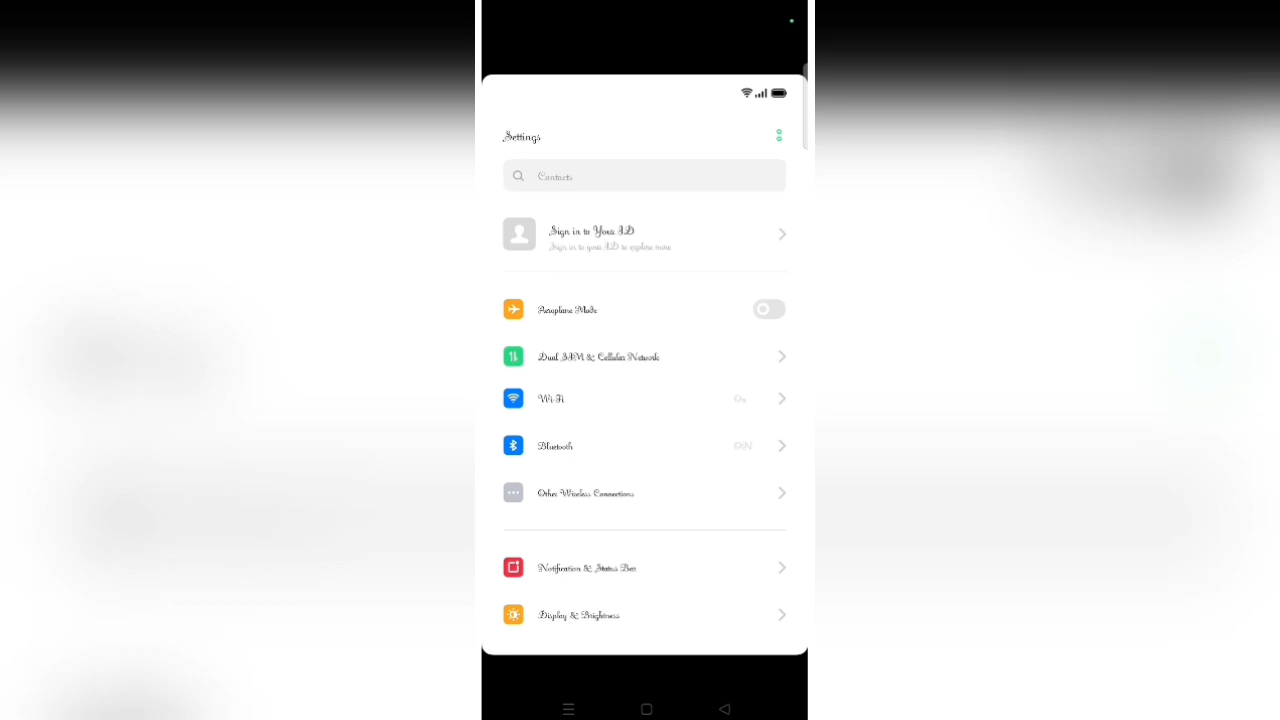 Settings
Contacts
Sign in to Your ID
Sign in to your ID to explore more
Aeroplane Mode
Dual SIM & Cellular Network
Wi-Fi
On
Bluetooth
Off
Other Wireless Connections
Notification & Status Bar
Display & Brightness